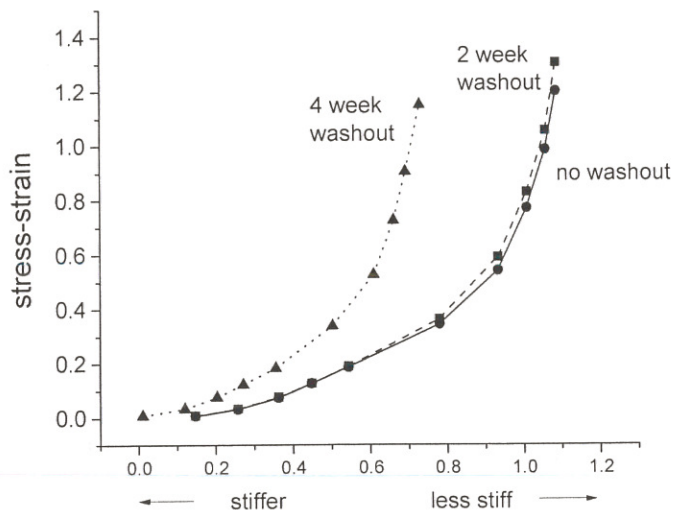 1.4
1.2
1.0
0.8
0.6
0.4
0.2
0.0
stress-strain
4 week
washout
2 week
washout
no washout
0.0 0.2 0.4 0.6 0.8 1.0 1.2
stiffer less stiff